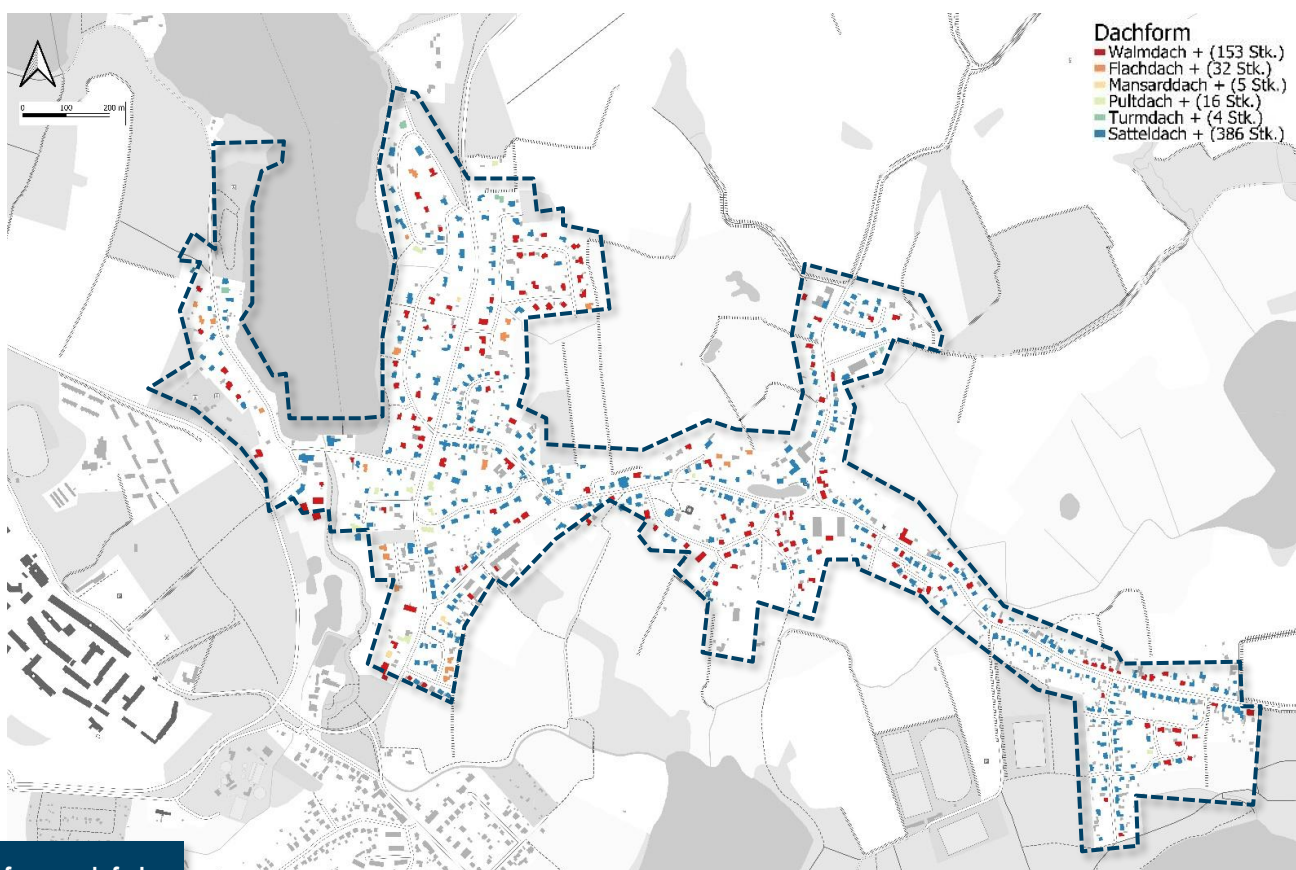 Dachform
Walmdach + (153 Stk.)
Flachdach + (32 Stk.)
Mansarddach + (5 Stk.)
Pultdach + (16 Stk.)
Turmdach + (4 Stk.)
Satteldach + (386 Stk.)
0 100 200 m